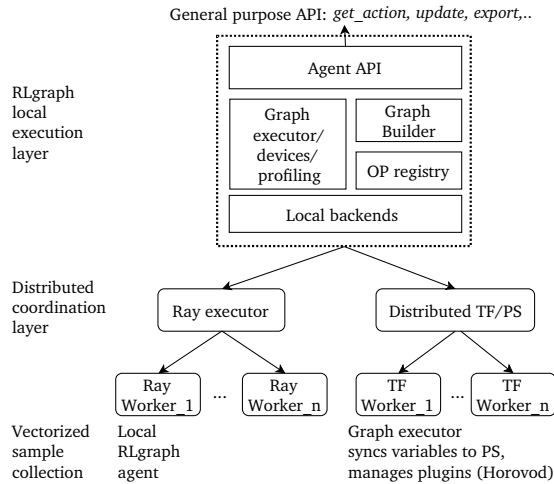 General purpose API: get_action, update, export,..
Agent API
RLgraph
local
execution
layer
Graph
executor/
devices/
profiling
Graph
Builder
OP registry
Local backends
Distributed
coordination
layer
Ray executor
Distributed TF/PS
Ray
Worker_1
...
Ray
Worker_n
TF
Worker_1
...
TF
Worker_n
Vectorized
sample
collection
Local
RLgraph
agent
Graph executor
syncs variables to PS,
manages plugins (Horovod)